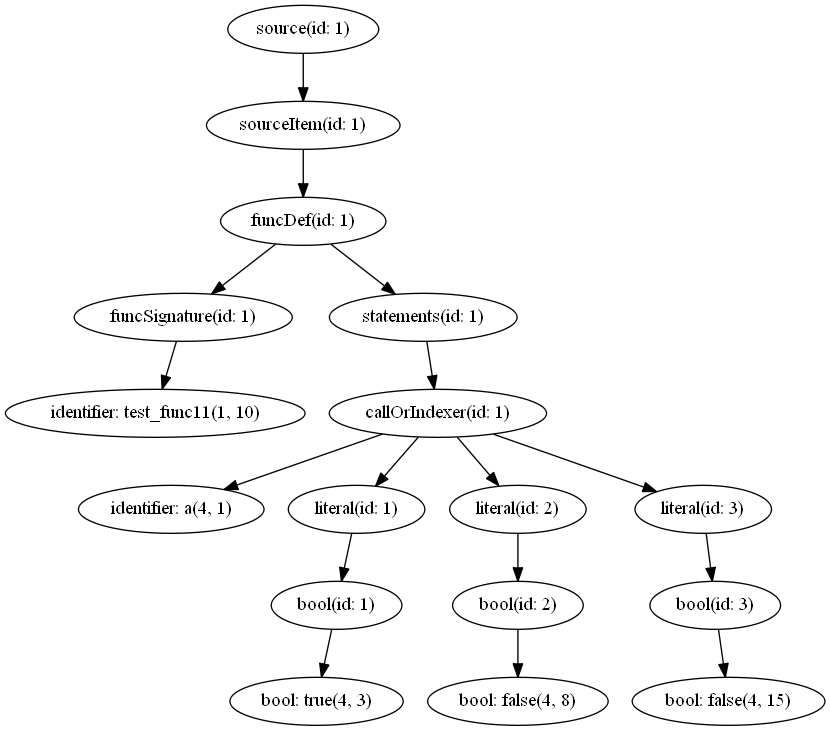 source(id: 1)
sourceItem(id: 1)
funcDef(id: 1)
funcSignature(id: 1)
statements(id: 1)
identifier: test_func11(1, 10)
callOrIndexer(id: 1)
identifier: a(4, 1)
literal(id: 1)
literal(id: 2)
literal(id: 3)
bool(id: 1)
bool(id: 2)
bool(id: 3)
bool: true(4, 3)
bool: false(4, 8)
bool: false(4, 15)